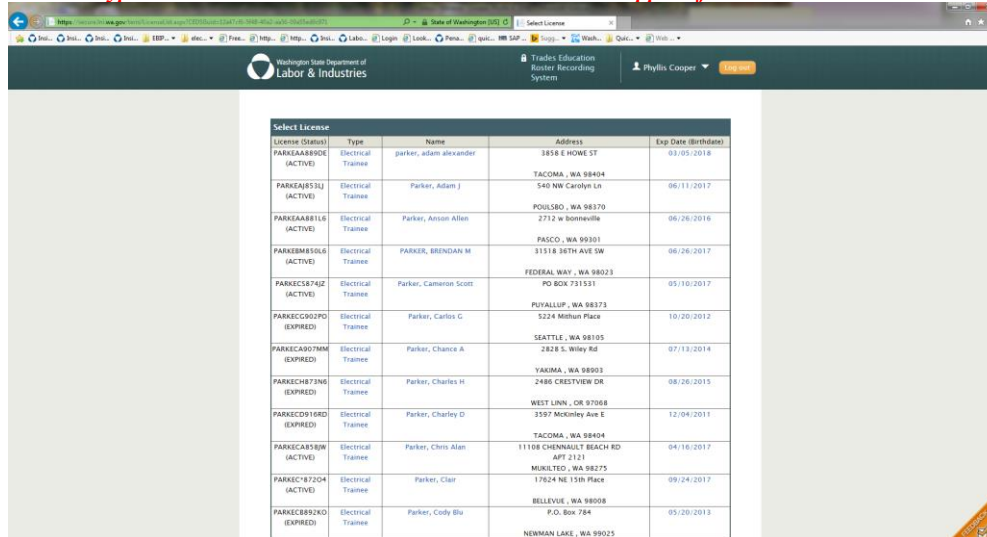 State of Washington [US]
Select License
Washington State Department of
Labor & Industries
Trades Education
Roster Recording
System
Phyllis Cooper
Log out
Select License
License (Status) Type Name Address Exp Date (Birthdate)
PARKEAA889DE Electrical parker, adam alexander 3858 E HOWE ST 03/05/2018
(ACTIVE) Trainee
TACOMA , WA 98404
PARKEAJ853LJ Electrical Parker, Adam J 540 NW Carolyn Ln 06/11/2017
(ACTIVE) Trainee
POULSBO , WA 98370
PARKEAA881L6 Electrical Parker, Anson Allen 2712 w bonneville 06/26/2016
(ACTIVE) Trainee
PASCO , WA 99301
PARKEBM850L6 Electrical PARKER, BRENDAN M 31518 36TH AVE SW 06/26/2017
(ACTIVE) Trainee
FEDERAL WAY , WA 98023
PARKECS874JZ Electrical Parker, Cameron Scott PO BOX 731531 05/10/2017
(ACTIVE) Trainee
PUYALLUP , WA 98373
PARKECG902PO Electrical Parker, Carlos G 5224 Mithun Place 10/20/2012
(EXPIRED) Trainee
SEATTLE , WA 98105
PARKECA907MM Electrical Parker, Chance A 2828 S. Wiley Rd 07/13/2014
(EXPIRED) Trainee
YAKIMA , WA 98903
PARKECH873N6 Electrical Parker, Charles H 2486 CRESTVIEW DR 08/26/2015
(EXPIRED) Trainee
WEST LINN , OR 97068
PARKECD916RD Electrical Parker, Charley D 3597 McKinley Ave E 12/04/2011
(EXPIRED) Trainee
TACOMA , WA 98404
PARKECA858JW Electrical Parker, Chris Alan 11108 CHENNAULT BEACH RD 04/16/2017
(ACTIVE) Trainee APT 2121
MUKILTEO , WA 98275
PARKEC*872O4 Electrical Parker, Clair 17624 NE 15th Place 09/24/2017
(ACTIVE) Trainee
BELLEVUE , WA 98008
PARKECB892KO Electrical Parker, Cody Blu P.O. Box 784 05/20/2013
(EXPIRED) Trainee
NEWMAN LAKE , WA 99025
FEEDBACK